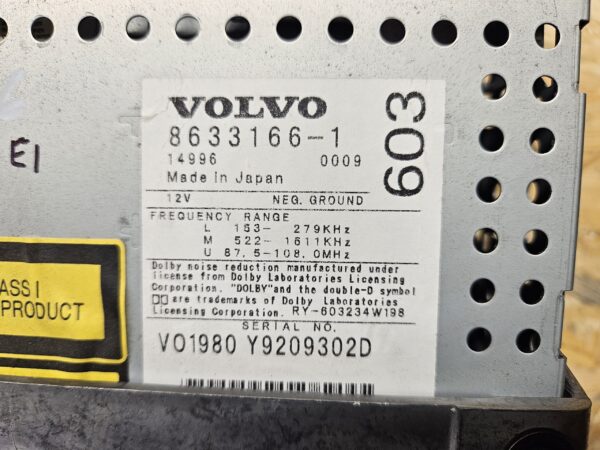 VOLVO
8633166-1
14996 0009
Made in Japan
603
12V NEG. GROUND
FREQUENCY RANGE
L 153- 279KHz
M 522- 1611KHz
U 87.5-108.0MHz
Dolby noise reduction manufactured under
license from Dolby Laboratories Licensing
Corporation. "DOLBY"and the double-D symbol
are trademarks of Dolby Laboratories
Licensing Corporation. RY-603234W198
SERIAL NO.
VO1980 Y9209302D
E1
ASS I
PRODUCT